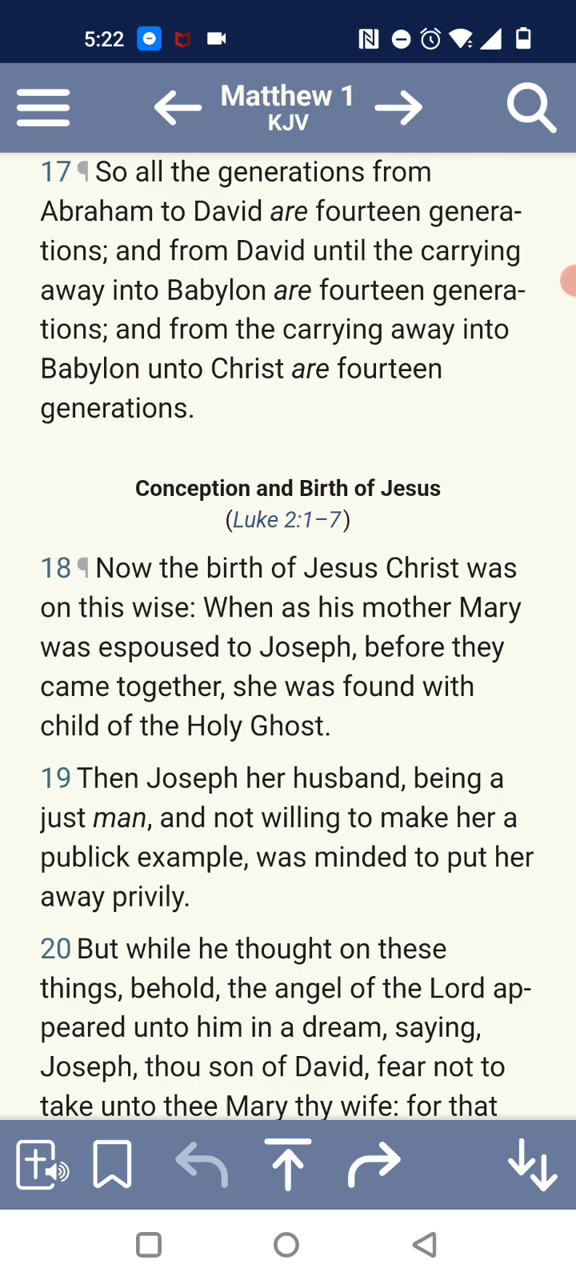 5:22
Matthew 1
KJV
17 ¶ So all the generations from
Abraham to David are fourteen genera-
tions; and from David until the carrying
away into Babylon are fourteen genera-
tions; and from the carrying away into
Babylon unto Christ are fourteen
generations.
Conception and Birth of Jesus
(Luke 2:1–7)
18 ¶ Now the birth of Jesus Christ was
on this wise: When as his mother Mary
was espoused to Joseph, before they
came together, she was found with
child of the Holy Ghost.
19 Then Joseph her husband, being a
just man, and not willing to make her a
publick example, was minded to put her
away privily.
20 But while he thought on these
things, behold, the angel of the Lord ap-
peared unto him in a dream, saying,
Joseph, thou son of David, fear not to
take unto thee Mary thy wife: for that